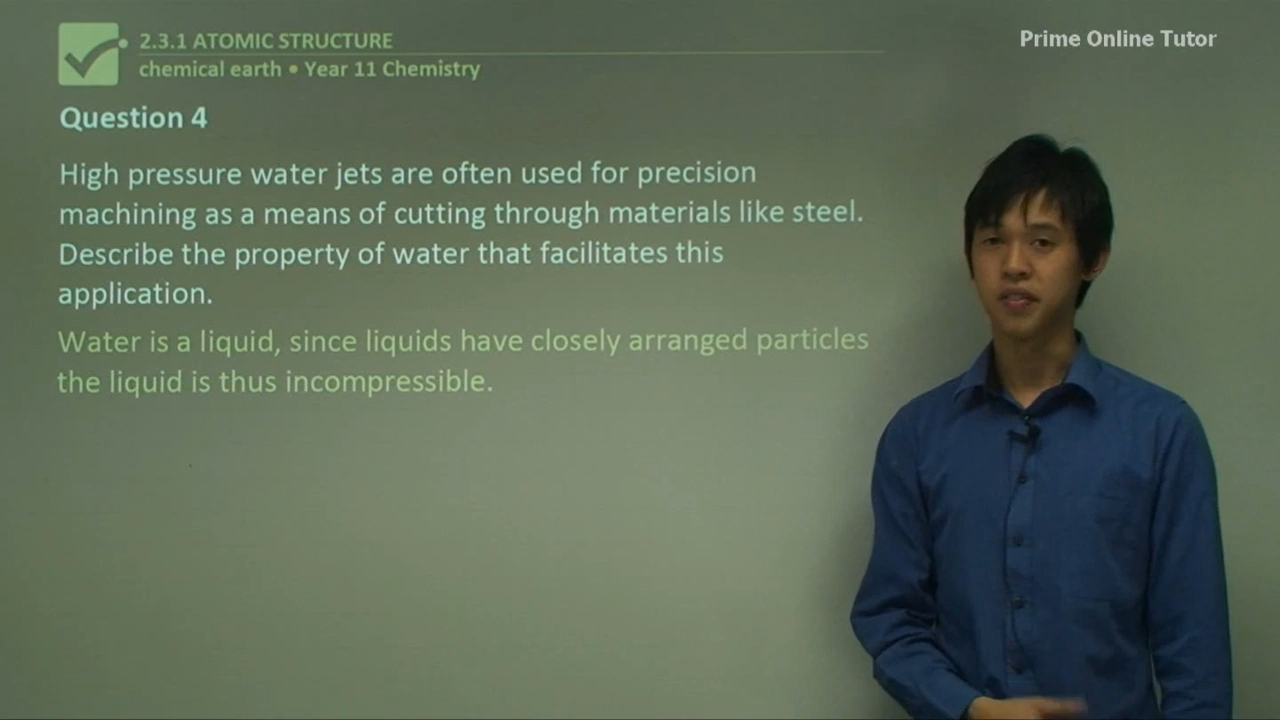 2.3.1 ATOMIC STRUCTURE
chemical earth • Year 11 Chemistry
Prime Online Tutor
Question 4
High pressure water jets are often used for precision
machining as a means of cutting through materials like steel.
Describe the property of water that facilitates this
application.
Water is a liquid, since liquids have closely arranged particles
the liquid is thus incompressible.